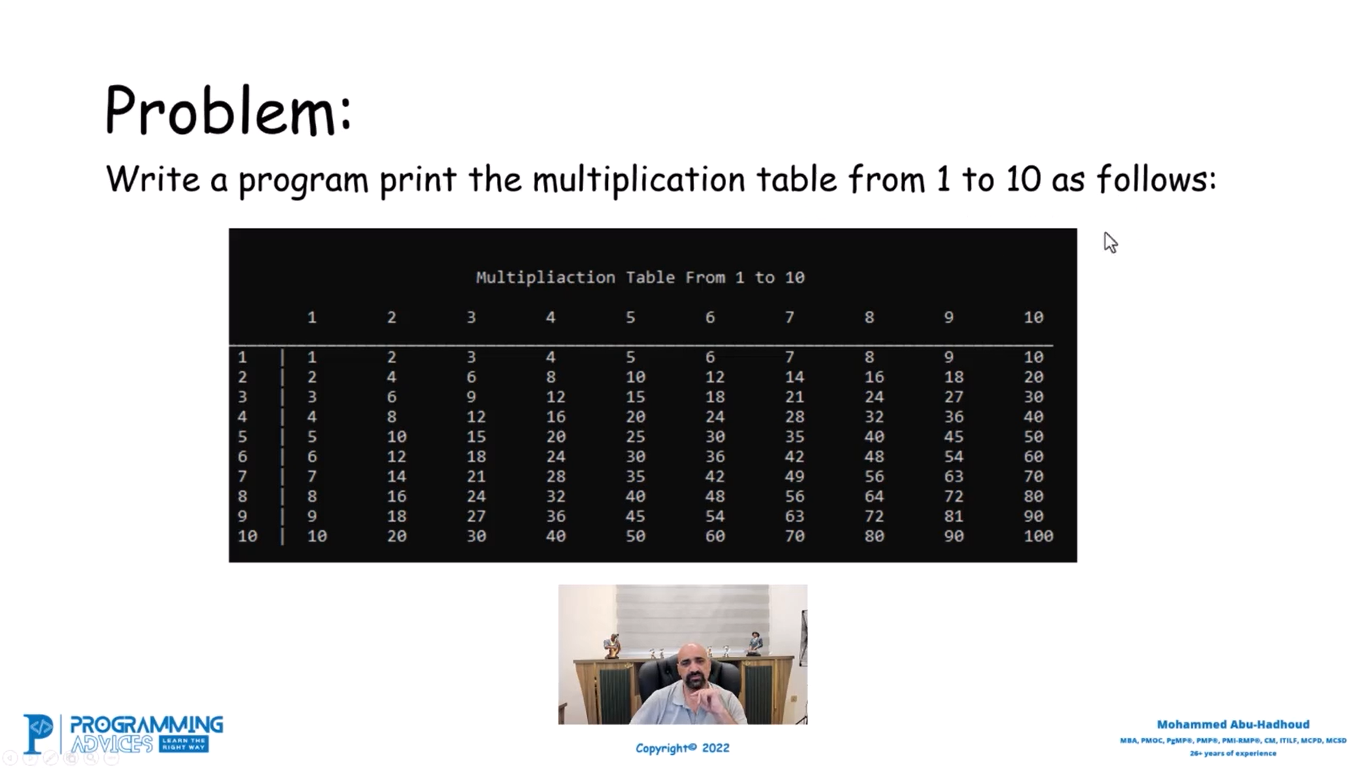 Problem:
Write a program print the multiplication table from 1 to 10 as follows:
Multipliaction Table From 1 to 10
1 2 3 4 5 6 7 8 9 10
1 | 1 2 3 4 5 6 7 8 9 10
2 | 2 4 6 8 10 12 14 16 18 20
3 | 3 6 9 12 15 18 21 24 27 30
4 | 4 8 12 16 20 24 28 32 36 40
5 | 5 10 15 20 25 30 35 40 45 50
6 | 6 12 18 24 30 36 42 48 54 60
7 | 7 14 21 28 35 42 49 56 63 70
8 | 8 16 24 32 40 48 56 64 72 80
9 | 9 18 27 36 45 54 63 72 81 90
10 | 10 20 30 40 50 60 70 80 90 100
PROGRAMMING
ADVICES LEARN THE RIGHT WAY
Copyright© 2022
Mohammed Abu-Hadhoud
MBA, PMOC, PgMP®, PMP®, PMI-RMP®, CM, ITILF, MCPD, MCSD
26+ years of experience